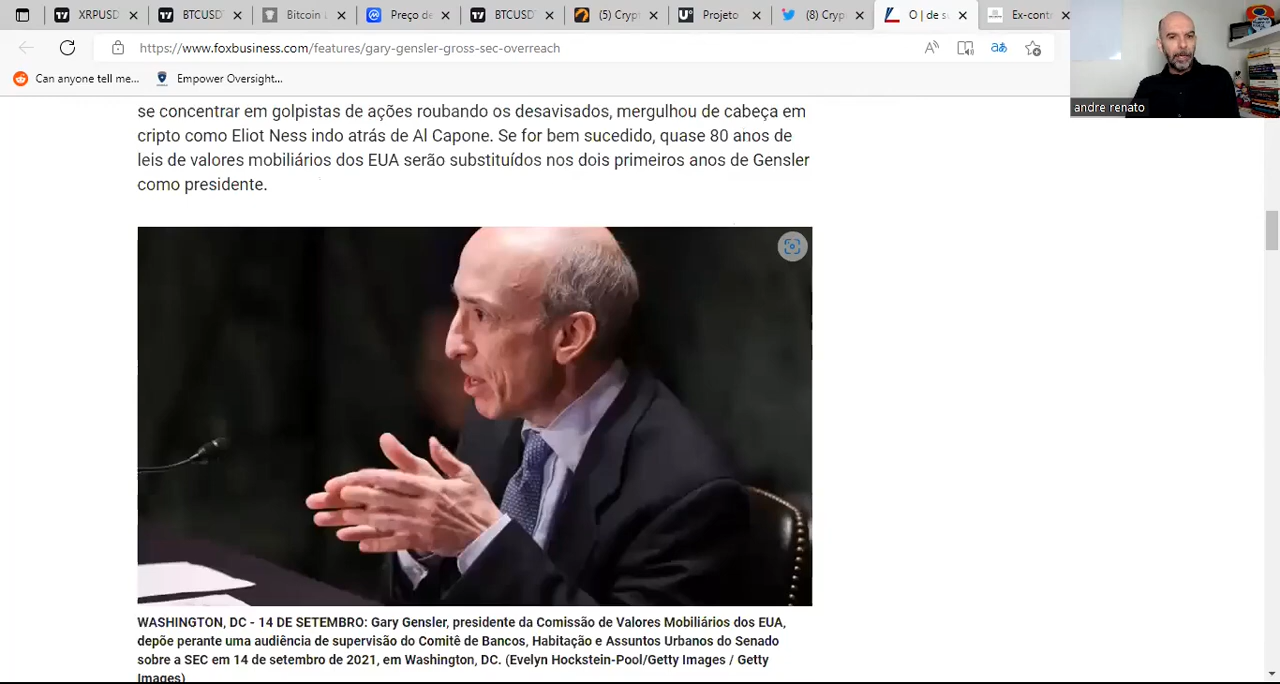 XRPUSD
BTCUSD
Bitcoin
Preço de
BTCUSD
(5) Cryp
Projeto
(8) Cryp
O | de s
Ex-cont
https://www.foxbusiness.com/features/gary-gensler-gross-sec-overreach
Can anyone tell me...
Empower Oversight...
andre renato
se concentrar em golpistas de ações roubando os desavisados, mergulhou de cabeça em
cripto como Eliot Ness indo atrás de Al Capone. Se for bem sucedido, quase 80 anos de
leis de valores mobiliários dos EUA serão substituídos nos dois primeiros anos de Gensler
como presidente.
WASHINGTON, DC - 14 DE SETEMBRO: Gary Gensler, presidente da Comissão de Valores Mobiliários dos EUA,
depõe perante uma audiência de supervisão do Comitê de Bancos, Habitação e Assuntos Urbanos do Senado
sobre a SEC em 14 de setembro de 2021, em Washington, DC. (Evelyn Hockstein-Pool/Getty Images / Getty
Images)